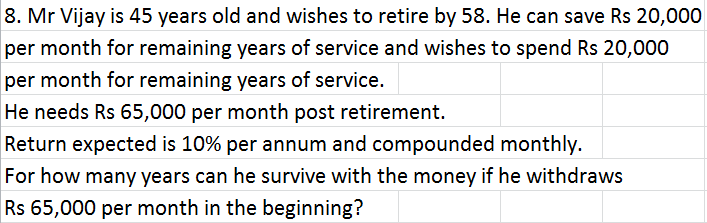 8. Mr Vijay is 45 years old and wishes to retire by 58. He can save Rs 20,000
per month for remaining years of service and wishes to spend Rs 20,000
per month for remaining years of service.
He needs Rs 65,000 per month post retirement.
Return expected is 10% per annum and compounded monthly.
For how many years can he survive with the money if he withdraws
Rs 65,000 per month in the beginning?